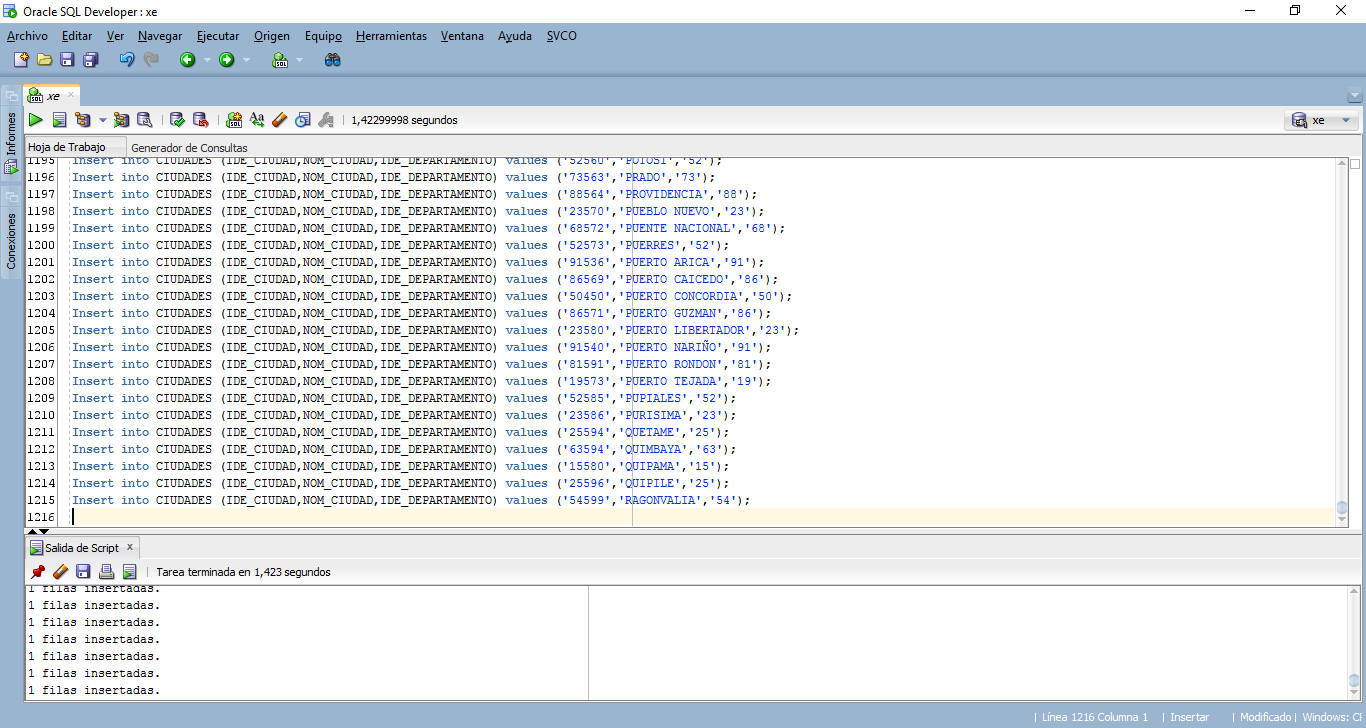 Oracle SQL Developer : xe
Archivo Editar Ver Navegar Ejecutar Origen Equipo Herramientas Ventana Ayuda SVCO
xe
1,42299998 segundos
xe
Informes
Conexiones
Hoja de Trabajo Generador de Consultas
1195 Insert into CIUDADES (IDE_CIUDAD,NOM_CIUDAD,IDE_DEPARTAMENTO) values ('52560','POTOSI','52');
1196 Insert into CIUDADES (IDE_CIUDAD,NOM_CIUDAD,IDE_DEPARTAMENTO) values ('73563','PRADO','73');
1197 Insert into CIUDADES (IDE_CIUDAD,NOM_CIUDAD,IDE_DEPARTAMENTO) values ('88564','PROVIDENCIA','88');
1198 Insert into CIUDADES (IDE_CIUDAD,NOM_CIUDAD,IDE_DEPARTAMENTO) values ('23570','PUEBLO NUEVO','23');
1199 Insert into CIUDADES (IDE_CIUDAD,NOM_CIUDAD,IDE_DEPARTAMENTO) values ('68572','PUENTE NACIONAL','68');
1200 Insert into CIUDADES (IDE_CIUDAD,NOM_CIUDAD,IDE_DEPARTAMENTO) values ('52573','PUERRES','52');
1201 Insert into CIUDADES (IDE_CIUDAD,NOM_CIUDAD,IDE_DEPARTAMENTO) values ('91536','PUERTO ARICA','91');
1202 Insert into CIUDADES (IDE_CIUDAD,NOM_CIUDAD,IDE_DEPARTAMENTO) values ('86569','PUERTO CAICEDO','86');
1203 Insert into CIUDADES (IDE_CIUDAD,NOM_CIUDAD,IDE_DEPARTAMENTO) values ('50450','PUERTO CONCORDIA','50');
1204 Insert into CIUDADES (IDE_CIUDAD,NOM_CIUDAD,IDE_DEPARTAMENTO) values ('86571','PUERTO GUZMAN','86');
1205 Insert into CIUDADES (IDE_CIUDAD,NOM_CIUDAD,IDE_DEPARTAMENTO) values ('23580','PUERTO LIBERTADOR','23');
1206 Insert into CIUDADES (IDE_CIUDAD,NOM_CIUDAD,IDE_DEPARTAMENTO) values ('91540','PUERTO NARIÑO','91');
1207 Insert into CIUDADES (IDE_CIUDAD,NOM_CIUDAD,IDE_DEPARTAMENTO) values ('81591','PUERTO RONDON','81');
1208 Insert into CIUDADES (IDE_CIUDAD,NOM_CIUDAD,IDE_DEPARTAMENTO) values ('19573','PUERTO TEJADA','19');
1209 Insert into CIUDADES (IDE_CIUDAD,NOM_CIUDAD,IDE_DEPARTAMENTO) values ('52585','PUPIALES','52');
1210 Insert into CIUDADES (IDE_CIUDAD,NOM_CIUDAD,IDE_DEPARTAMENTO) values ('23586','PURISIMA','23');
1211 Insert into CIUDADES (IDE_CIUDAD,NOM_CIUDAD,IDE_DEPARTAMENTO) values ('25594','QUETAME','25');
1212 Insert into CIUDADES (IDE_CIUDAD,NOM_CIUDAD,IDE_DEPARTAMENTO) values ('63594','QUIMBAYA','63');
1213 Insert into CIUDADES (IDE_CIUDAD,NOM_CIUDAD,IDE_DEPARTAMENTO) values ('15580','QUIPAMA','15');
1214 Insert into CIUDADES (IDE_CIUDAD,NOM_CIUDAD,IDE_DEPARTAMENTO) values ('25596','QUIPILE','25');
1215 Insert into CIUDADES (IDE_CIUDAD,NOM_CIUDAD,IDE_DEPARTAMENTO) values ('54599','RAGONVALIA','54');
1216
Salida de Script x
Tarea terminada en 1,423 segundos
1 filas insertadas.
1 filas insertadas.
1 filas insertadas.
1 filas insertadas.
1 filas insertadas.
1 filas insertadas.
1 filas insertadas.
Línea 1216 Columna 1 | Insertar | Modificado | Windows: